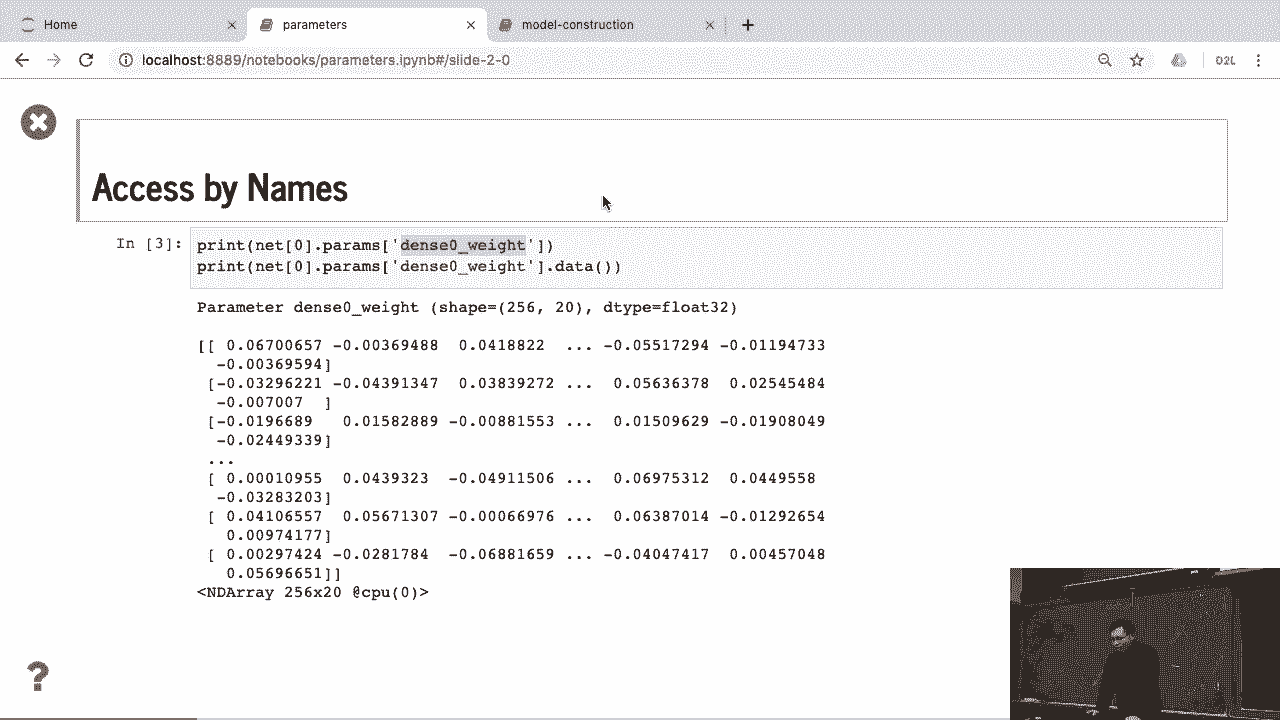 Home
parameters
model-construction
localhost:8889/notebooks/parameters.ipynb#/slide-2-0
D2L
Access by Names
In [3]:
print(net[0].params['dense0_weight'])
print(net[0].params['dense0_weight'].data())
Parameter dense0_weight (shape=(256, 20), dtype=float32)
[[ 0.06700657 -0.00369488  0.0418822  ... -0.05517294 -0.01194733
  -0.00369594]
 [-0.03296221 -0.04391347  0.03839272 ...  0.05636378  0.02545484
  -0.007007  ]
 [-0.0196689   0.01582889 -0.00881553 ...  0.01509629 -0.01908049
  -0.02449339]
 ...
 [ 0.00010955  0.0439323  -0.04911506 ...  0.06975312  0.0449558
  -0.03283203]
 [ 0.04106557  0.05671307 -0.00066976 ...  0.06387014 -0.01292654
   0.00974177]
 [ 0.00297424 -0.0281784  -0.06881659 ... -0.04047417  0.00457048
   0.05696651]]
<NDArray 256x20 @cpu(0)>
?